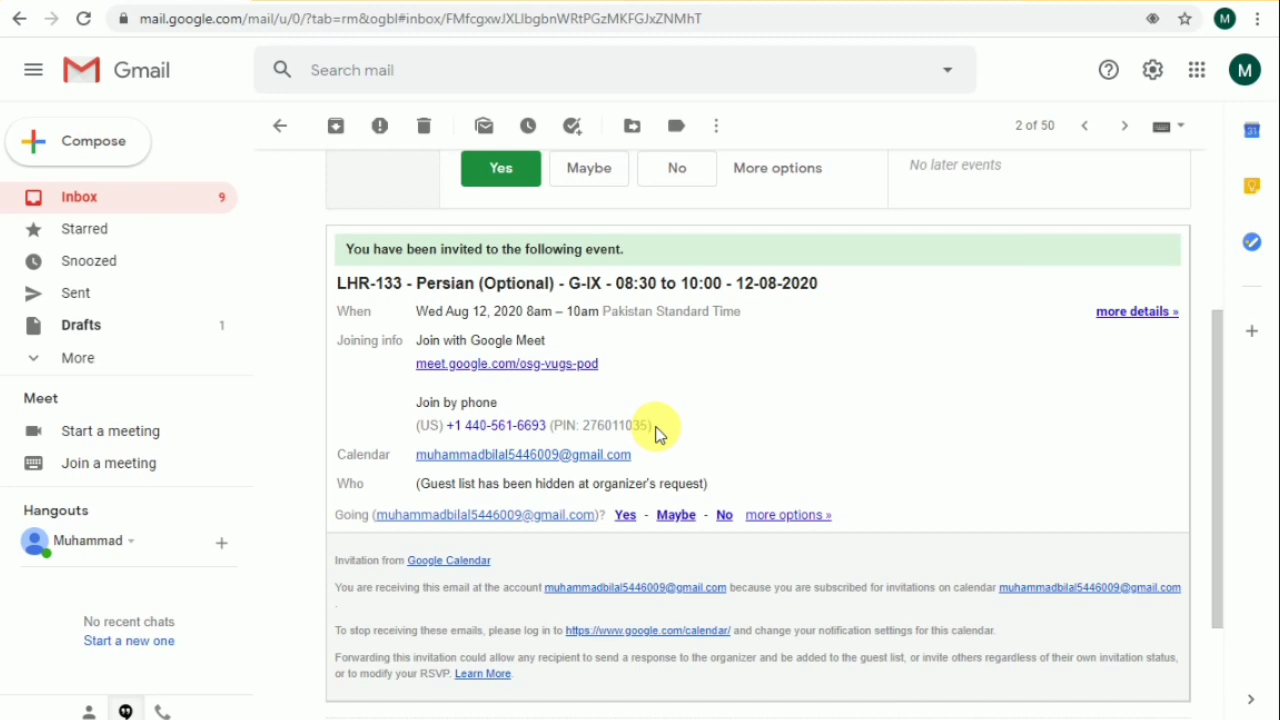 mail.google.com/mail/u/0/?tab=rm&ogbl#inbox/FMfcgxwJXLlbgbnWRtPGzMKFGJxZNMhT
M
Gmail
Search mail
M
Compose
2 of 50
31
Yes Maybe No More options
No later events
Inbox 9
Starred
Snoozed
Sent
Drafts 1
More
Meet
Start a meeting
Join a meeting
Hangouts
Muhammad
No recent chats
Start a new one
You have been invited to the following event.
LHR-133 - Persian (Optional) - G-IX - 08:30 to 10:00 - 12-08-2020
When Wed Aug 12, 2020 8am – 10am Pakistan Standard Time more details »
Joining info Join with Google Meet
meet.google.com/osg-vugs-pod
Join by phone
(US) +1 440-561-6693 (PIN: 276011035)
Calendar muhammadbilal5446009@gmail.com
Who (Guest list has been hidden at organizer's request)
Going (muhammadbilal5446009@gmail.com)? Yes - Maybe - No more options »
Invitation from Google Calendar
You are receiving this email at the account muhammadbilal5446009@gmail.com because you are subscribed for invitations on calendar muhammadbilal5446009@gmail.com
.
To stop receiving these emails, please log in to https://www.google.com/calendar/ and change your notification settings for this calendar.
Forwarding this invitation could allow any recipient to send a response to the organizer and be added to the guest list, or invite others regardless of their own invitation status,
or to modify your RSVP. Learn More.